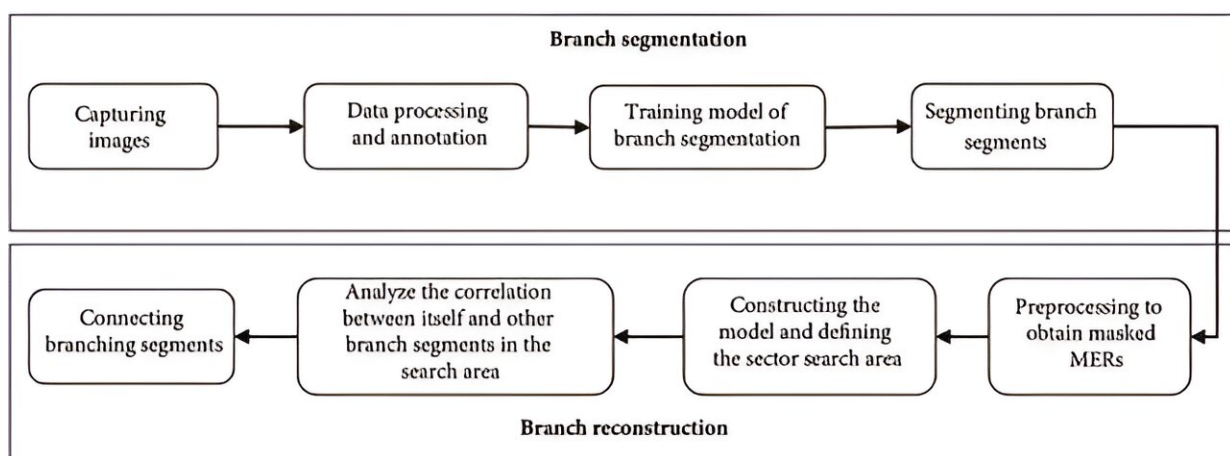 Branch segmentation
Capturing
images
Data processing
and annotation
Training model of
branch segmentation
Segmenting branch
segments
Preprocessing to
obtain masked
MERs
Constructing the
model and defining
the sector search area
Analyze the correlation
between itself and other
branch segments in the
search area
Connecting
branching segments
Branch reconstruction